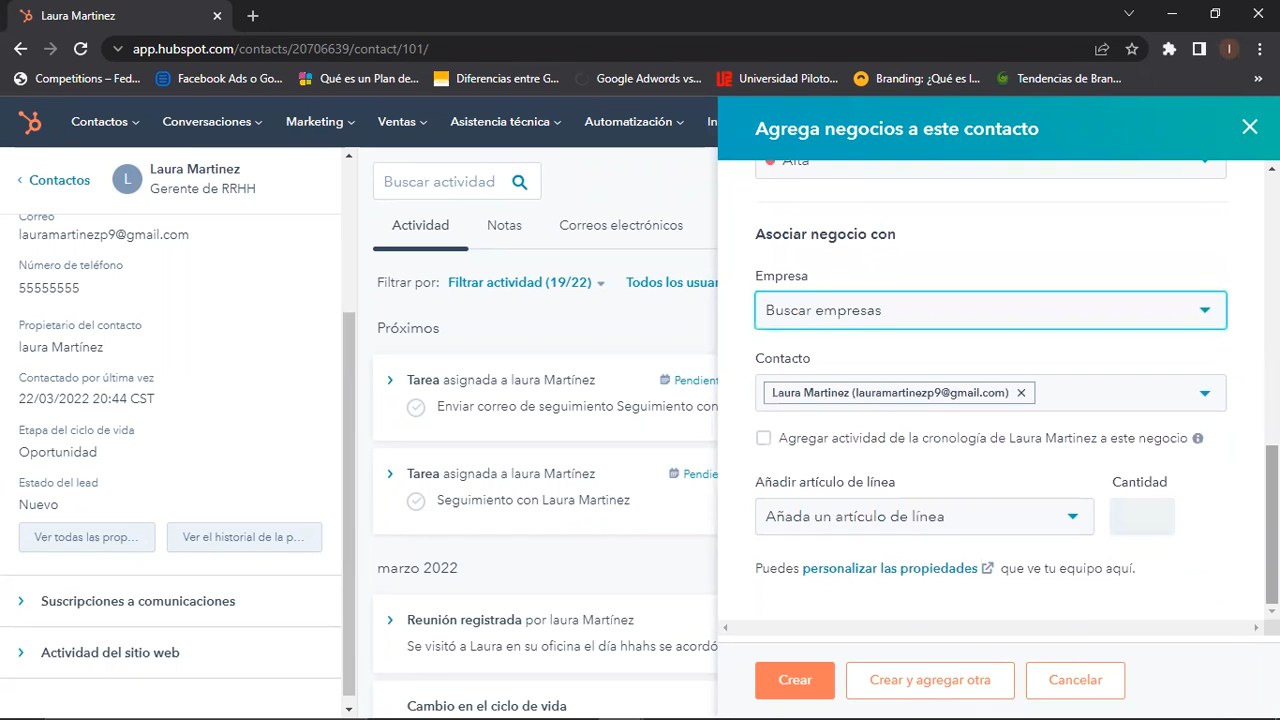 Laura Martinez
app.hubspot.com/contacts/20706639/contact/101/
I
Competitions – Fed...
Facebook Ads o Go...
Qué es un Plan de...
Diferencias entre G...
Google Adwords vs...
Universidad Piloto...
Branding: ¿Qué es l...
Tendencias de Bran...
»
Contactos
Conversaciones
Marketing
Ventas
Asistencia técnica
Automatización
In
Contactos
L
Laura Martinez
Gerente de RRHH
Correo
lauramartinezp9@gmail.com
Número de teléfono
55555555
Propietario del contacto
laura Martínez
Contactado por última vez
22/03/2022 20:44 CST
Etapa del ciclo de vida
Oportunidad
Estado del lead
Nuevo
Ver todas las prop...
Ver el historial de la p...
Suscripciones a comunicaciones
Actividad del sitio web
Buscar actividad
Actividad
Notas
Correos electrónicos
Filtrar por:
Filtrar actividad (19/22)
Todos los usuar
Próximos
Tarea asignada a laura Martínez
Pendient
Enviar correo de seguimiento Seguimiento con
Tarea asignada a laura Martínez
Pendie
Seguimiento con Laura Martinez
marzo 2022
Reunión registrada por laura Martínez
Se visitó a Laura en su oficina el día hhahs se acordó
Cambio en el ciclo de vida
Agrega negocios a este contacto
Alta
Asociar negocio con
Empresa
Buscar empresas
Contacto
Laura Martinez (lauramartinezp9@gmail.com)
Agregar actividad de la cronología de Laura Martinez a este negocio
Añadir artículo de línea
Cantidad
Añada un artículo de línea
Puedes personalizar las propiedades que ve tu equipo aquí.
Crear
Crear y agregar otra
Cancelar